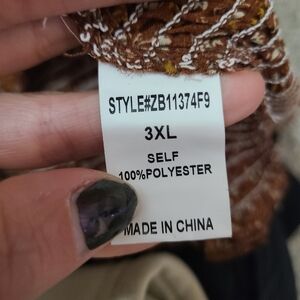 STYLE#ZB11374F9
3XL
SELF
100%POLYESTER
MADE IN CHINA